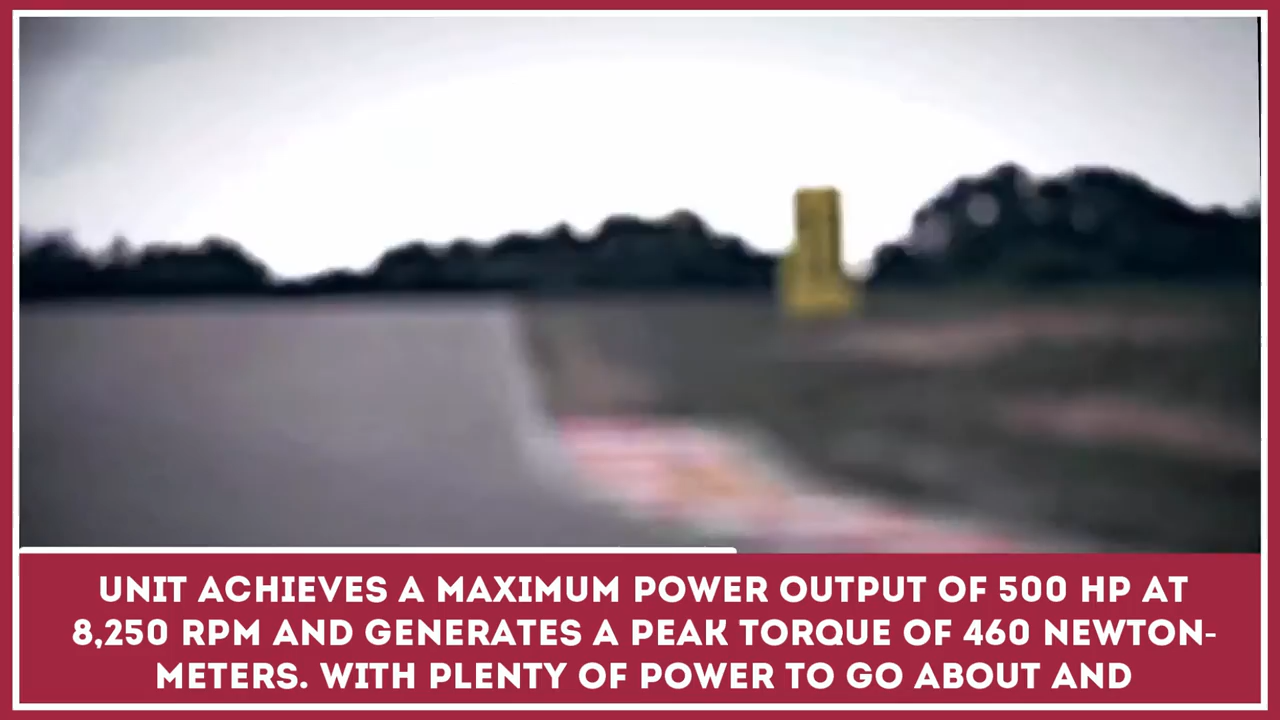 UNIT ACHIEVES A MAXIMUM POWER OUTPUT OF 500 HP AT
8,250 RPM AND GENERATES A PEAK TORQUE OF 460 NEWTON-
METERS. WITH PLENTY OF POWER TO GO ABOUT AND